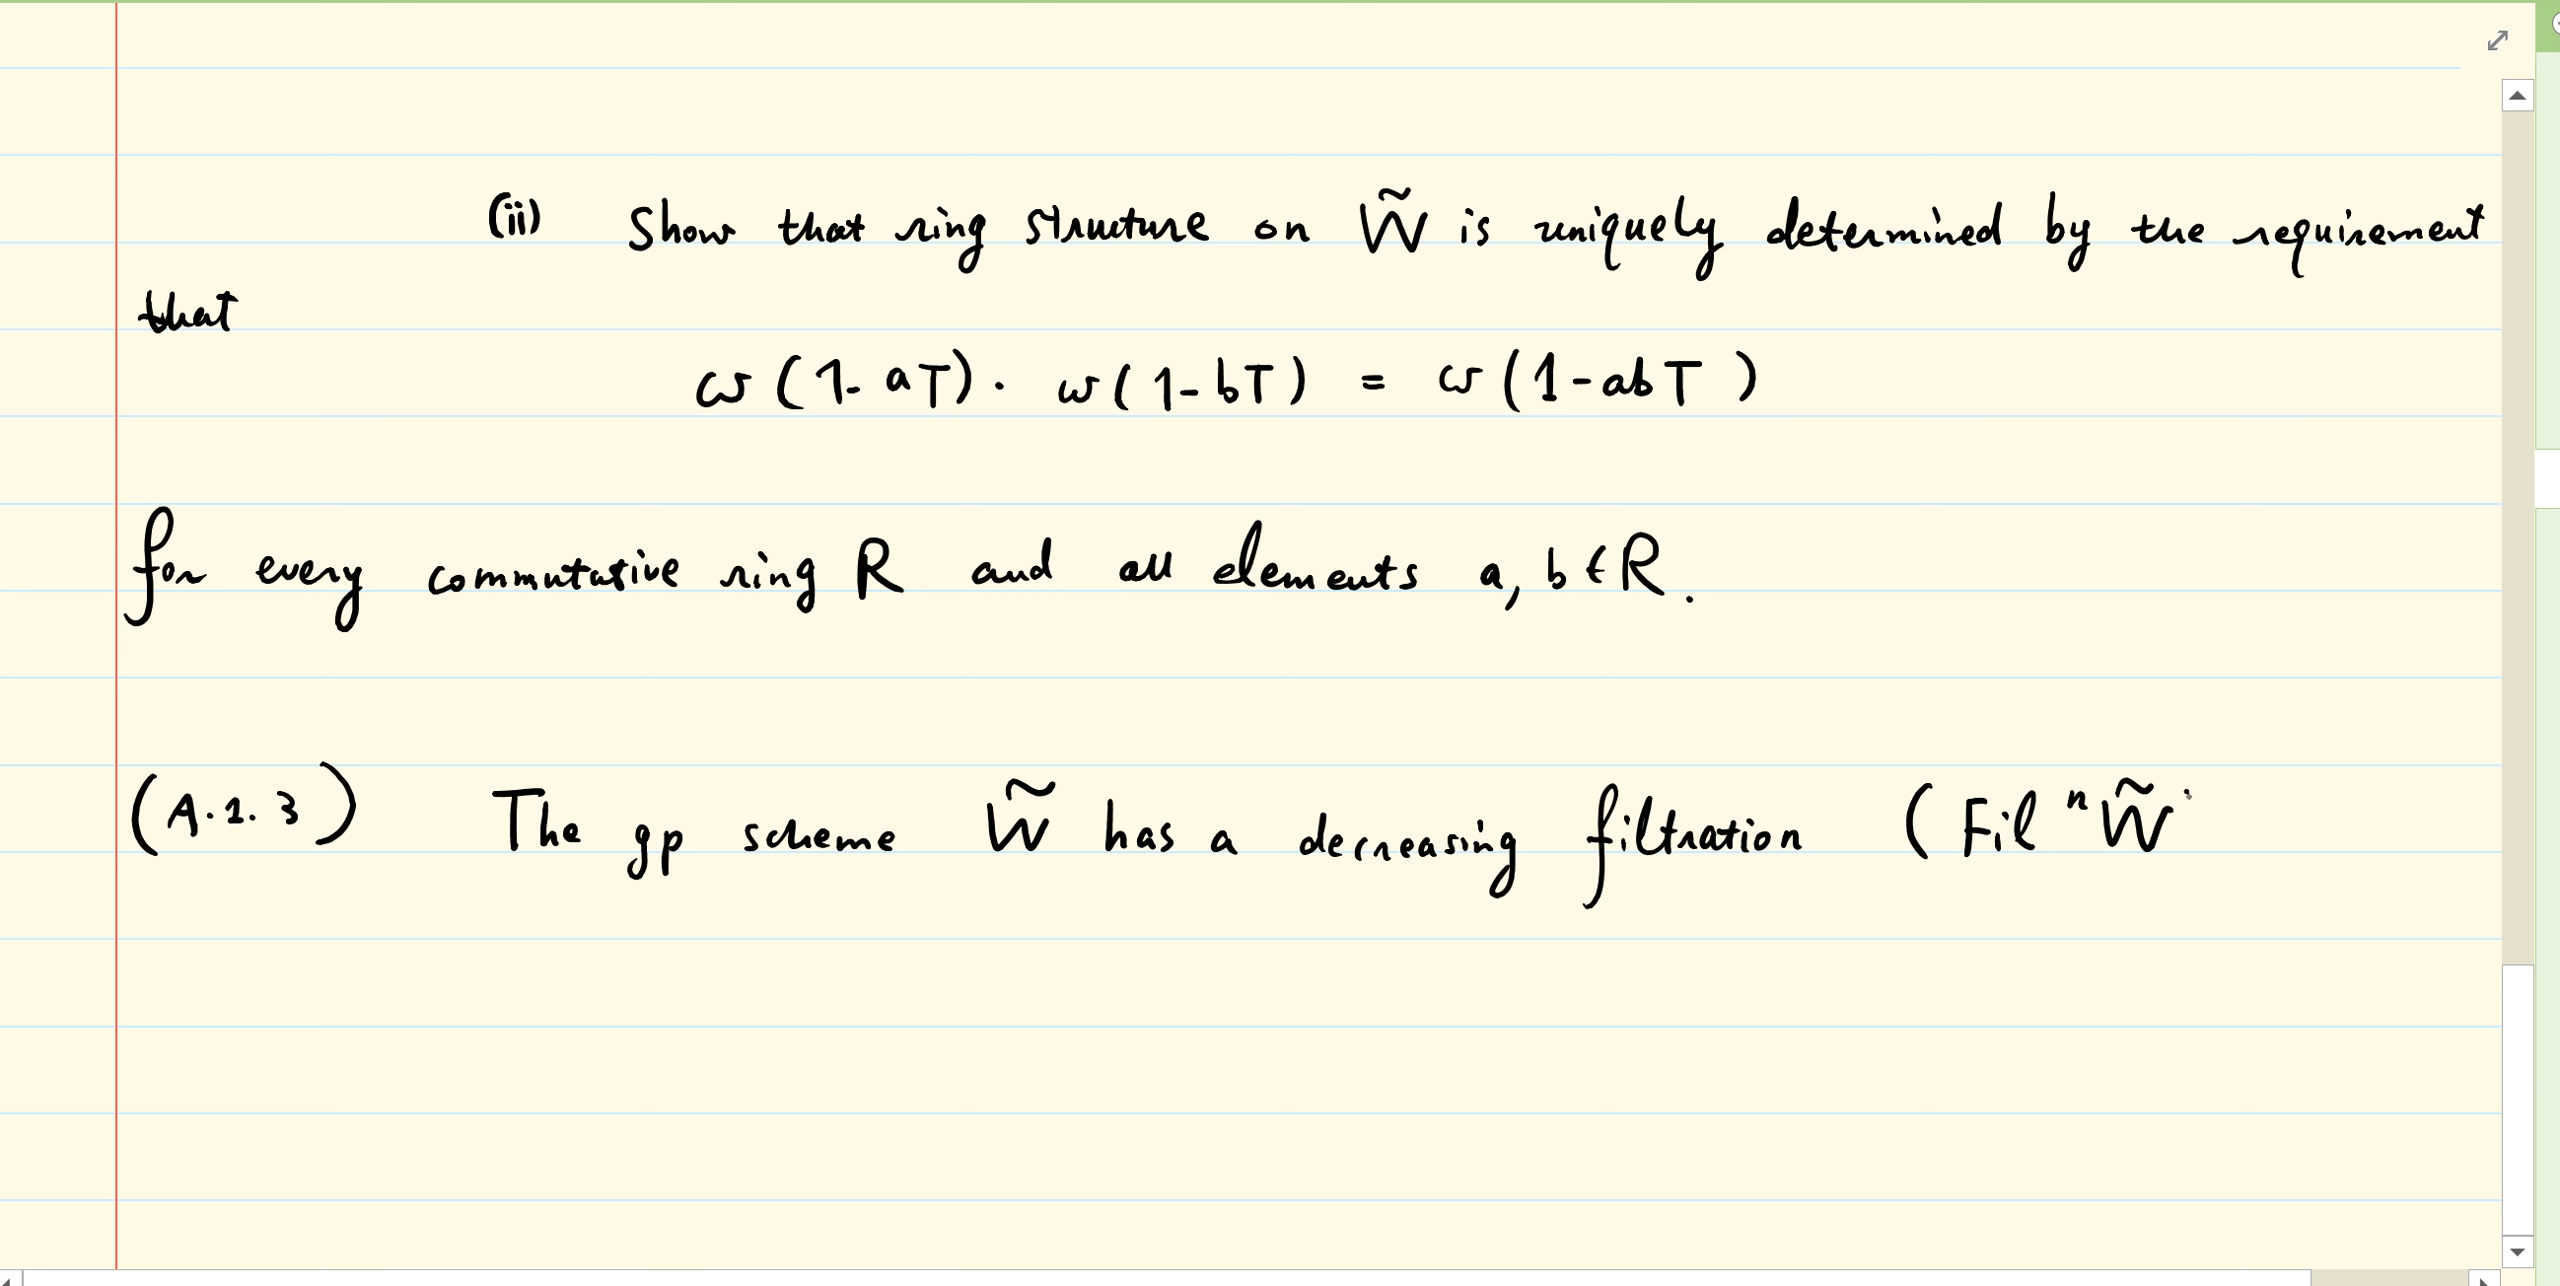 (ii) Show that ring structure on W̃ is uniquely determined by the requirement
that
ω(1-aT). ω(1-bT) = ω(1-abT)
for every commutative ring R and all elements a, b ∈ R.
(A.1.3) The gp scheme W̃ has a decreasing filtration (Fil^n W̃